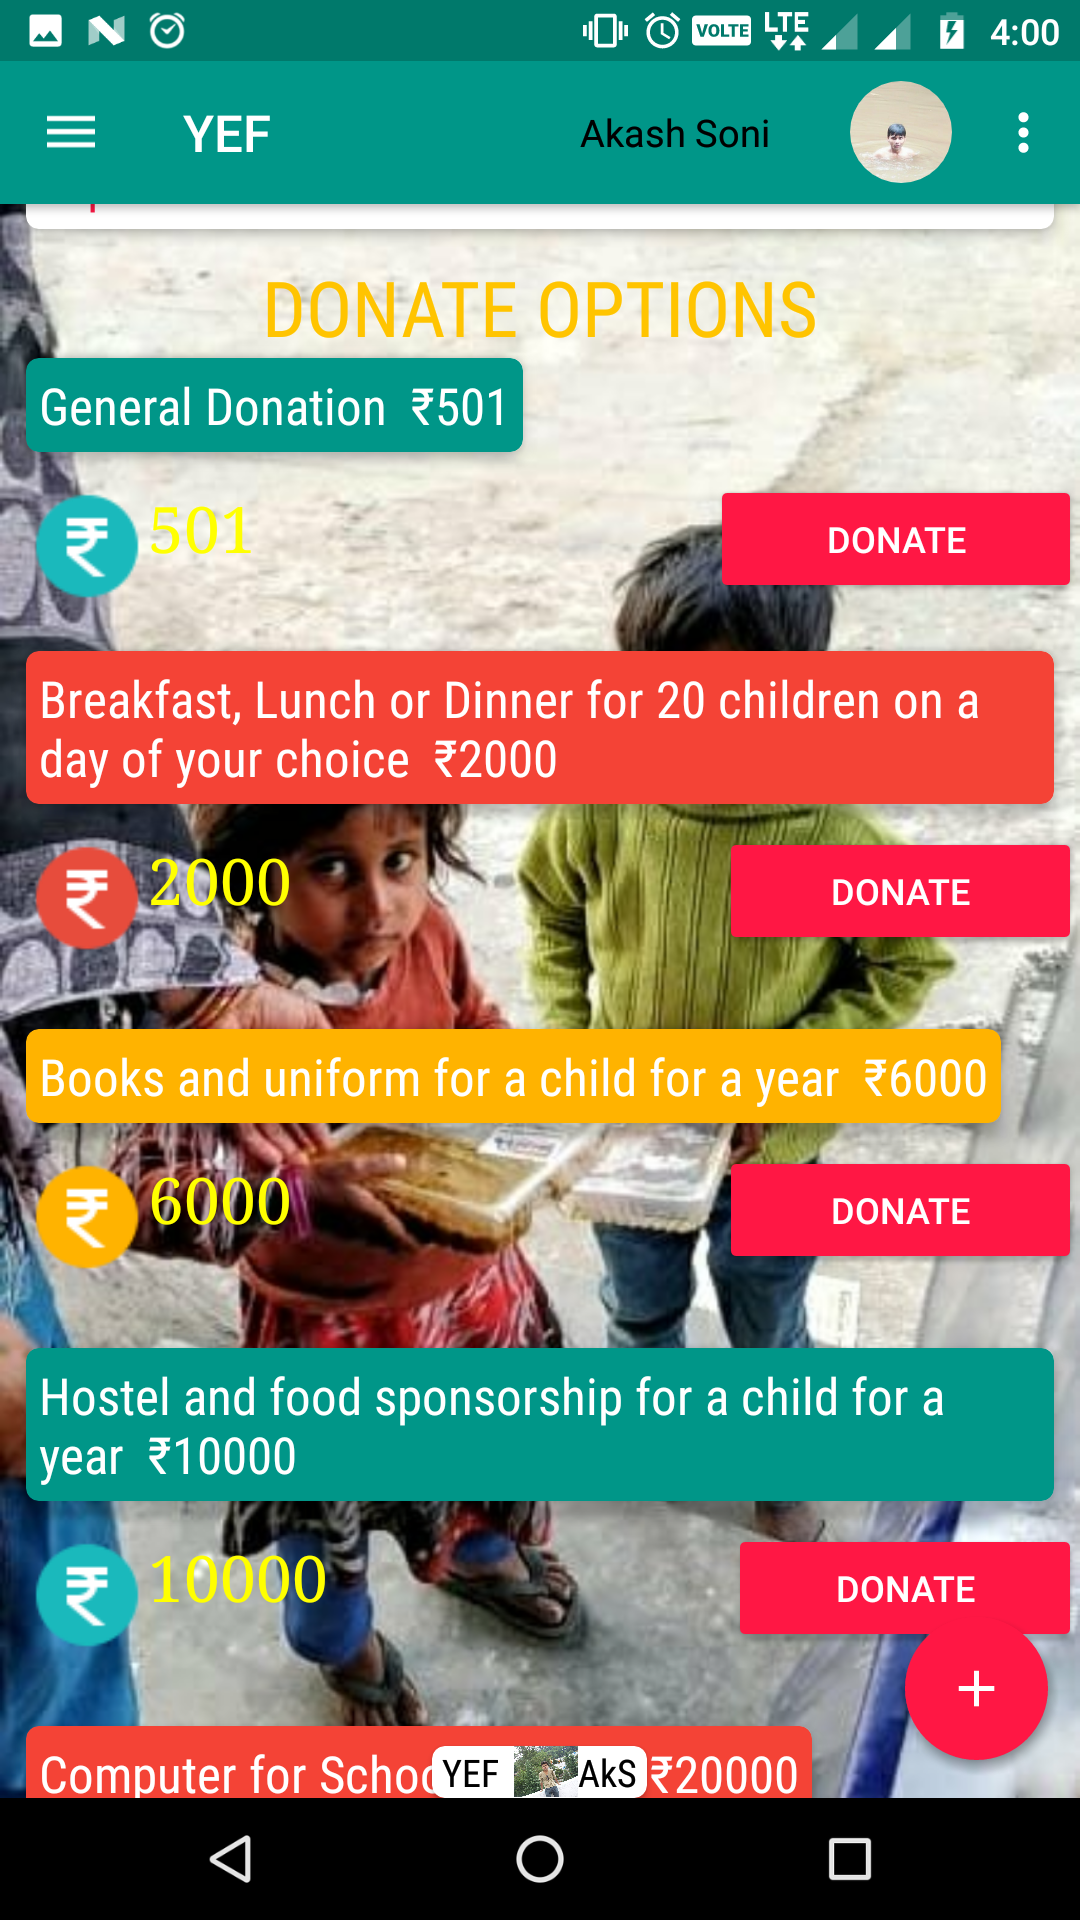 VOLTE LTE 4:00
YEF Akash Soni
DONATE OPTIONS
General Donation ₹501
₹ 501 DONATE
Breakfast, Lunch or Dinner for 20 children on a
day of your choice ₹2000
₹ 2000 DONATE
Books and uniform for a child for a year ₹6000
₹ 6000 DONATE
Hostel and food sponsorship for a child for a
year ₹10000
₹ 10000 DONATE
+
Computer for ₹20000
YEF AkS